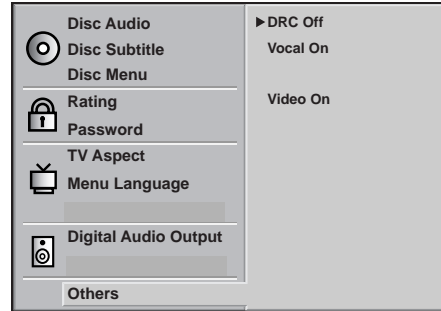 Disc Audio
Disc Subtitle
Disc Menu
Rating
Password
TV Aspect
Menu Language
Digital Audio Output
Others
DRC Off
Vocal On
Video On